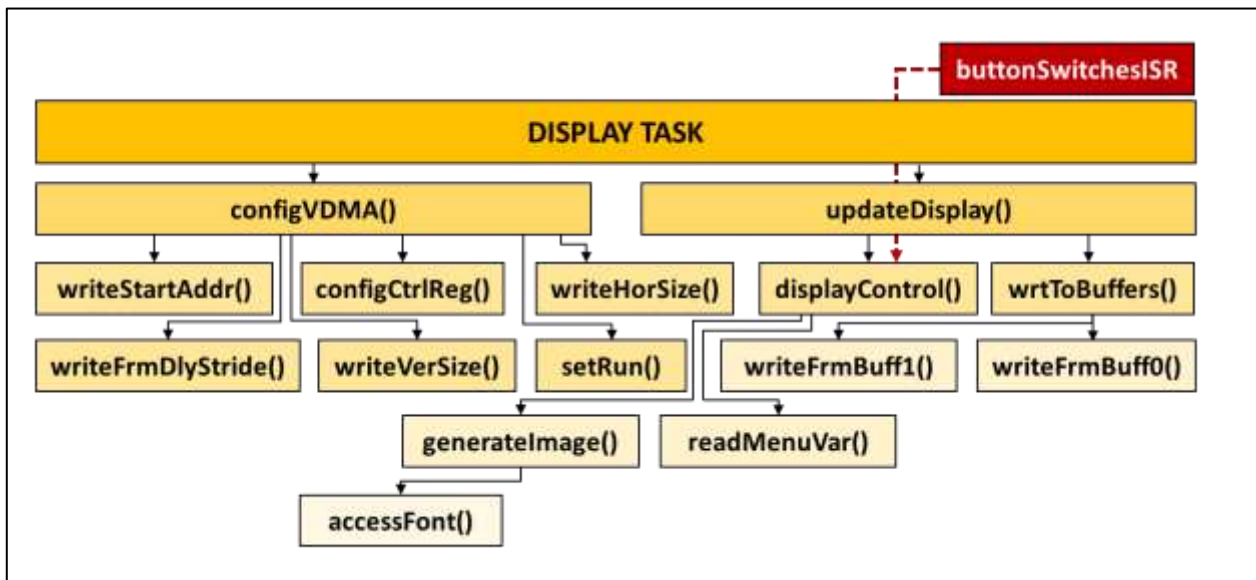 buttonSwitchesISR
DISPLAY TASK
configVDMA()
updateDisplay()
writeStartAddr()
configCtrlReg()
writeHorSize()
displayControl()
wrtToBuffers()
writeFrmDlyStride()
writeVerSize()
setRun()
writeFrmBuff1()
writeFrmBuff0()
generateImage()
readMenuVar()
accessFont()